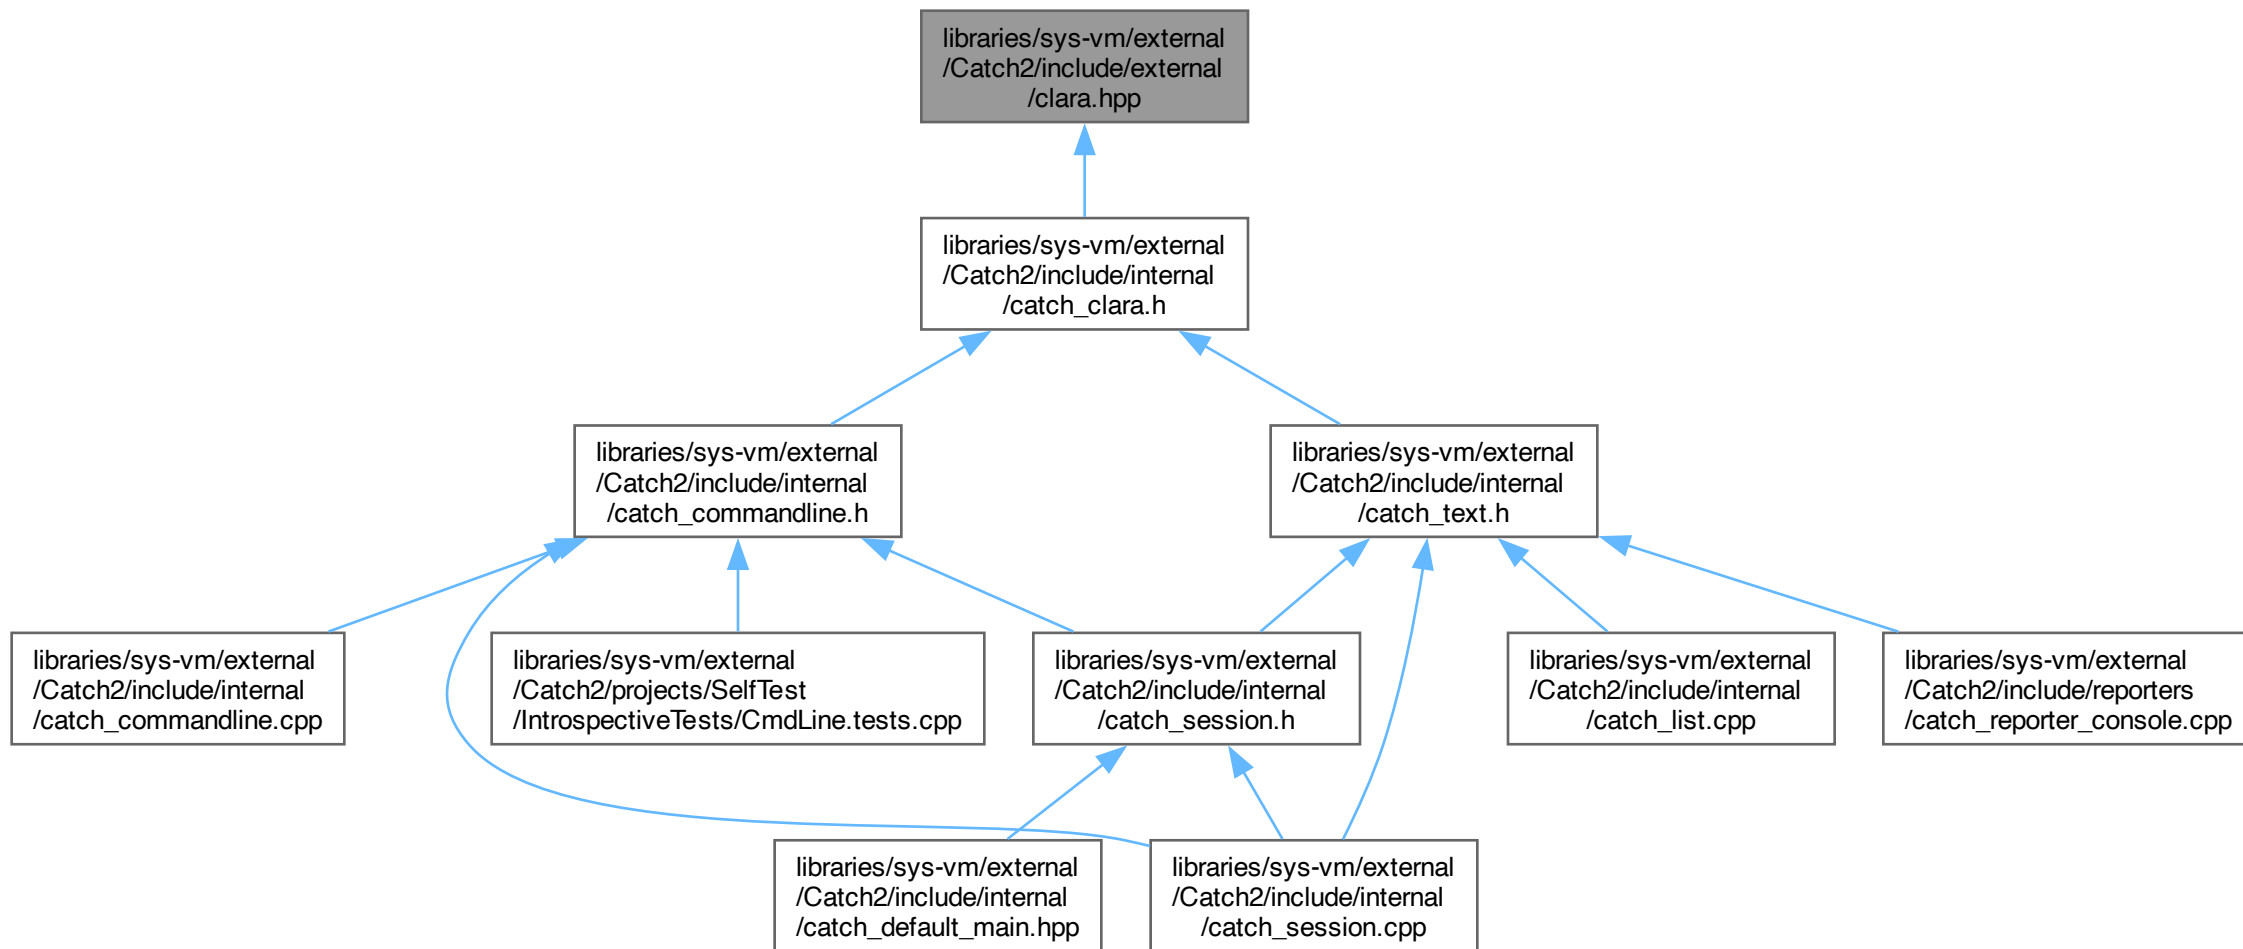 libraries/sys-vm/external
/Catch2/include/external
/clara.hpp
libraries/sys-vm/external
/Catch2/include/internal
/catch_clara.h
libraries/sys-vm/external
/Catch2/include/internal
/catch_commandline.h
libraries/sys-vm/external
/Catch2/include/internal
/catch_text.h
libraries/sys-vm/external
/Catch2/include/internal
/catch_commandline.cpp
libraries/sys-vm/external
/Catch2/projects/SelfTest
/IntrospectiveTests/CmdLine.tests.cpp
libraries/sys-vm/external
/Catch2/include/internal
/catch_session.h
libraries/sys-vm/external
/Catch2/include/internal
/catch_list.cpp
libraries/sys-vm/external
/Catch2/include/reporters
/catch_reporter_console.cpp
libraries/sys-vm/external
/Catch2/include/internal
/catch_default_main.hpp
libraries/sys-vm/external
/Catch2/include/internal
/catch_session.cpp